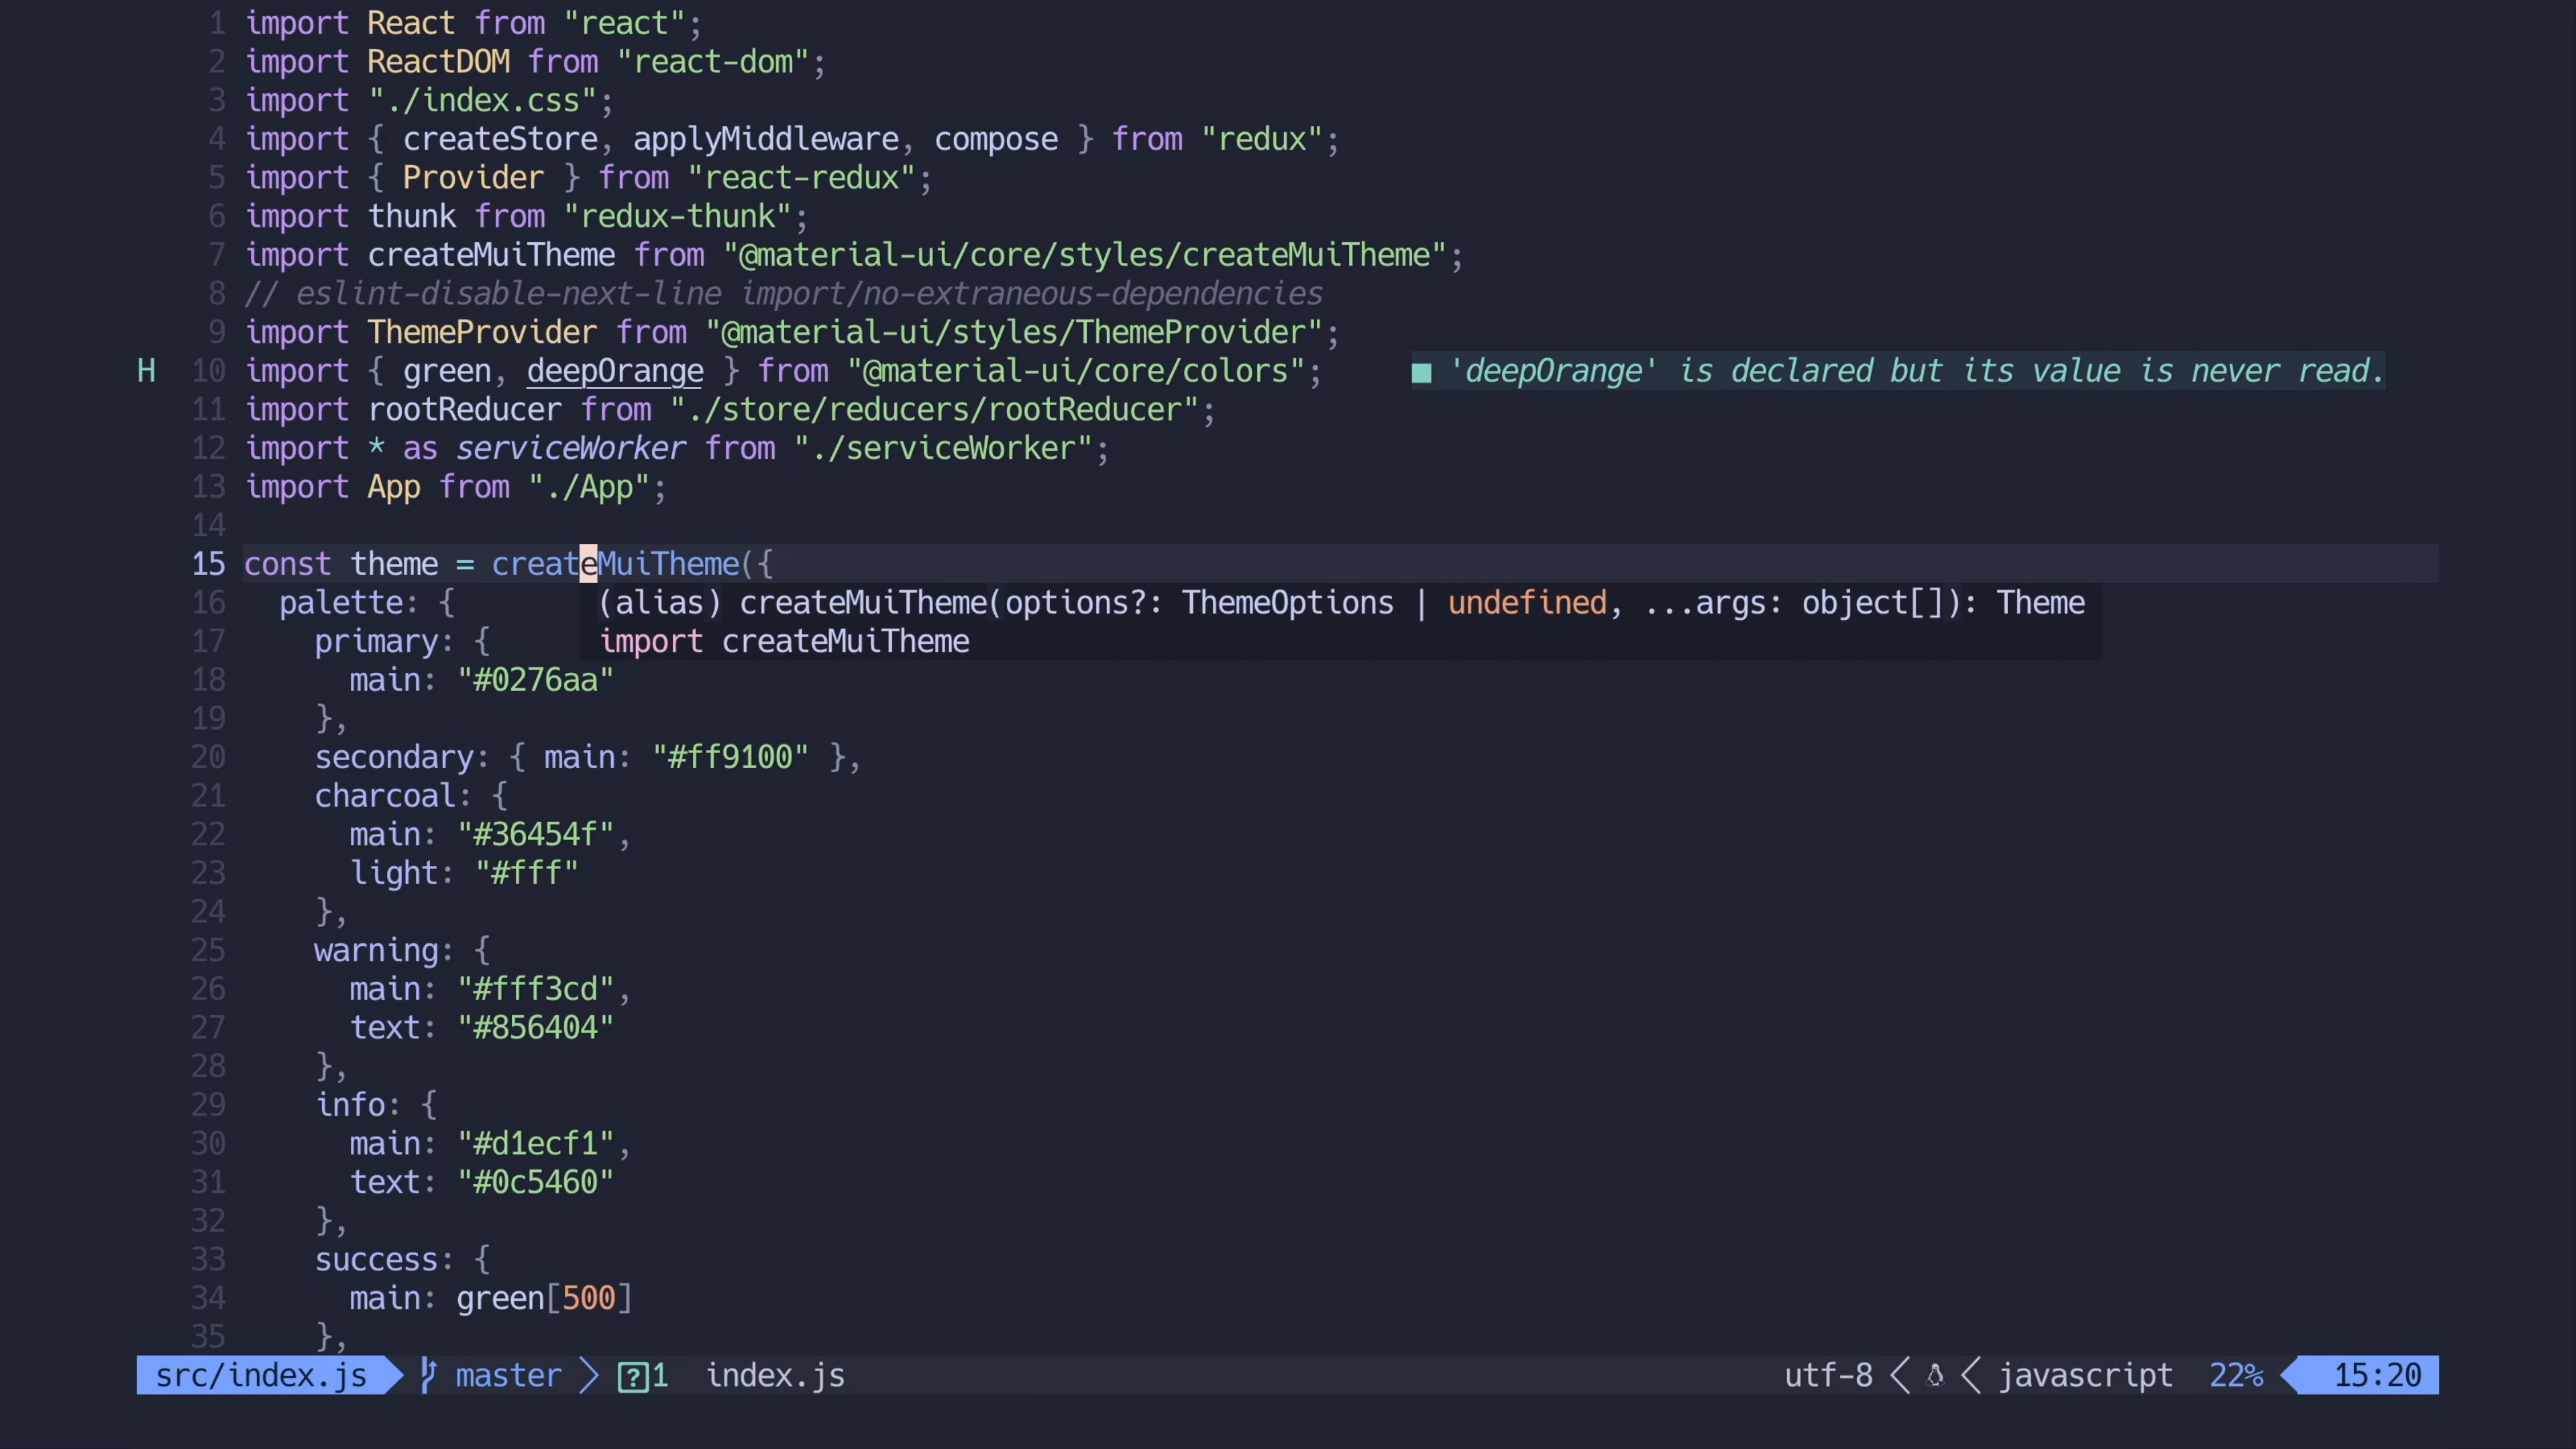 1 import React from "react";
2 import ReactDOM from "react-dom";
3 import "./index.css";
4 import { createStore, applyMiddleware, compose } from "redux";
5 import { Provider } from "react-redux";
6 import thunk from "redux-thunk";
7 import createMuiTheme from "@material-ui/core/styles/createMuiTheme";
8 // eslint-disable-next-line import/no-extraneous-dependencies
9 import ThemeProvider from "@material-ui/styles/ThemeProvider";
H 10 import { green, deepOrange } from "@material-ui/core/colors"; ■ 'deepOrange' is declared but its value is never read.
11 import rootReducer from "./store/reducers/rootReducer";
12 import * as serviceWorker from "./serviceWorker";
13 import App from "./App";
14
15 const theme = createMuiTheme({
16 palette: { (alias) createMuiTheme(options?: ThemeOptions | undefined, ...args: object[]): Theme
17 primary: { import createMuiTheme
18 main: "#0276aa"
19 },
20 secondary: { main: "#ff9100" },
21 charcoal: {
22 main: "#36454f",
23 light: "#fff"
24 },
25 warning: {
26 main: "#fff3cd",
27 text: "#856404"
28 },
29 info: {
30 main: "#d1ecf1",
31 text: "#0c5460"
32 },
33 success: {
34 main: green[500]
35 },
src/index.js master ?1 index.js utf-8 javascript 22% 15:20